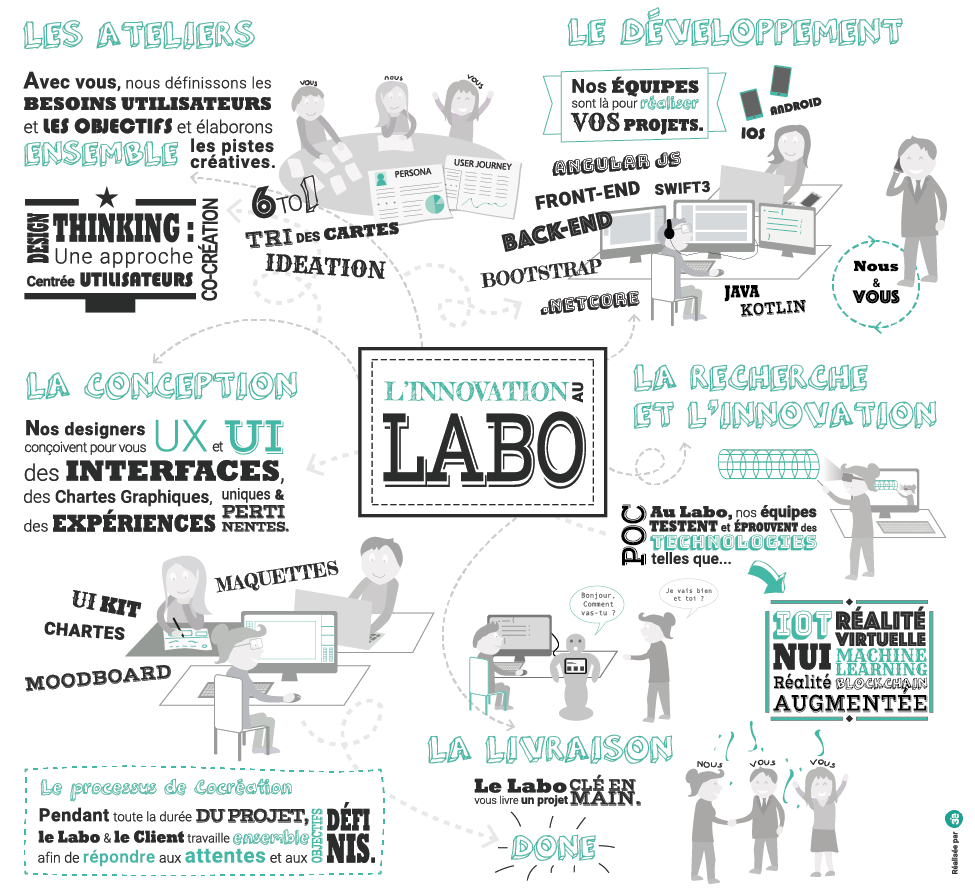 LES ATELIERS
Avec vous, nous définissons les
BESOINS UTILISATEURS
et LES OBJECTIFS et élaborons
ENSEMBLE les pistes
créatives.
DESIGN
THINKING :
Une approche
Centrée UTILISATEURS
CO-CRÉATION
VOUS
NOUS
VOUS
PERSONA
USER JOURNEY
6 TO 1
TRI DES CARTES
IDEATION
LE DÉVELOPPEMENT
Nos ÉQUIPES
sont là pour réaliser
VOS PROJETS.
IOS
ANDROID
ANGULAR JS
FRONT-END
SWIFT3
BACK-END
BOOTSTRAP
.NETCORE
JAVA
KOTLIN
Nous
&
VOUS
L'INNOVATION AU
LABO
LA CONCEPTION
Nos designers
conçoivent pour vous UX et UI
des INTERFACES,
des Chartes Graphiques, uniques &
des EXPÉRIENCES PERTI
NENTES.
MAQUETTES
UI KIT
CHARTES
MOODBOARD
LA RECHERCHE
ET L'INNOVATION
POC
Au Labo, nos équipes
TESTENT et ÉPROUVENT des
TECHNOLOGIES
telles que...
IOT RÉALITÉ
VIRTUELLE
NUI MACHINE
LEARNING
Réalité BLOCKCHAIN
AUGMENTÉE
Bonjour,
Comment
vas-tu ?
Je vais bien
et toi ?
LA LIVRAISON
Le Labo CLÉ EN
vous livre un projet MAIN.
DONE
NOUS
VOUS
VOUS
Le processus de Cocréation
Pendant toute la durée DU PROJET,
le Labo & le Client travaille ensemble
afin de répondre aux attentes et aux
OBJECTIFS
DÉFI
NIS.
Réalisée par